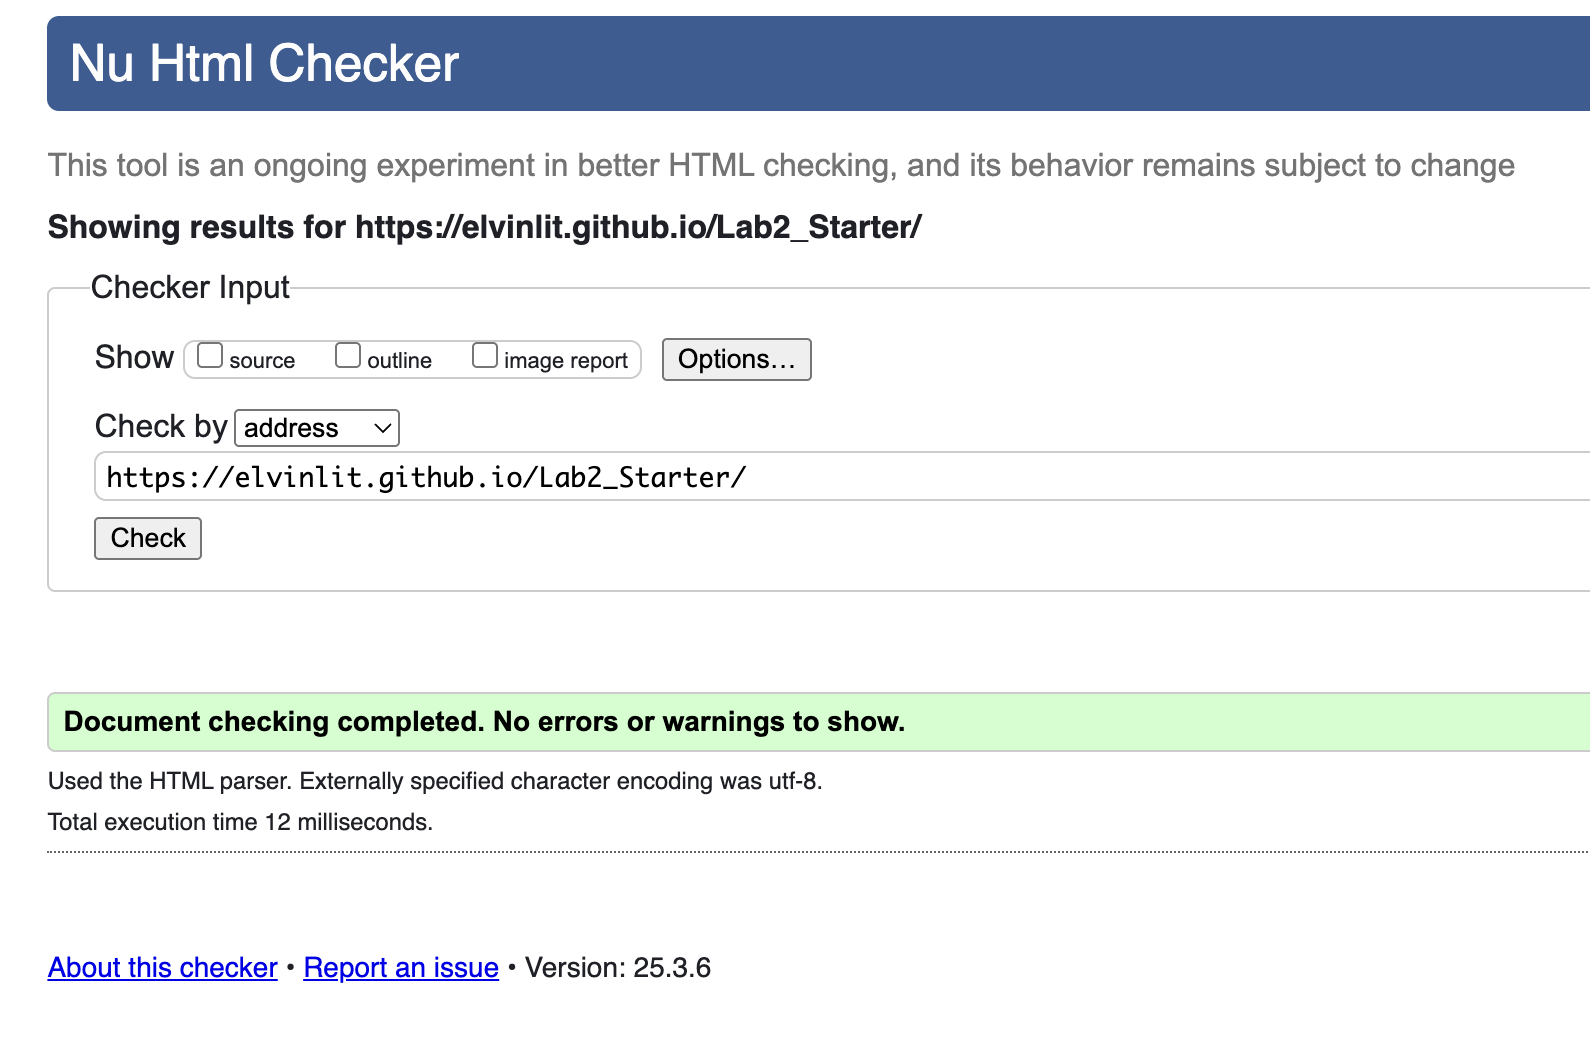 Nu Html Checker
This tool is an ongoing experiment in better HTML checking, and its behavior remains subject to change
Showing results for https://elvinlit.github.io/Lab2_Starter/
Checker Input
Show source outline image report Options...
Check by address
https://elvinlit.github.io/Lab2_Starter/
Check
Document checking completed. No errors or warnings to show.
Used the HTML parser. Externally specified character encoding was utf-8.
Total execution time 12 milliseconds.
About this checker • Report an issue • Version: 25.3.6